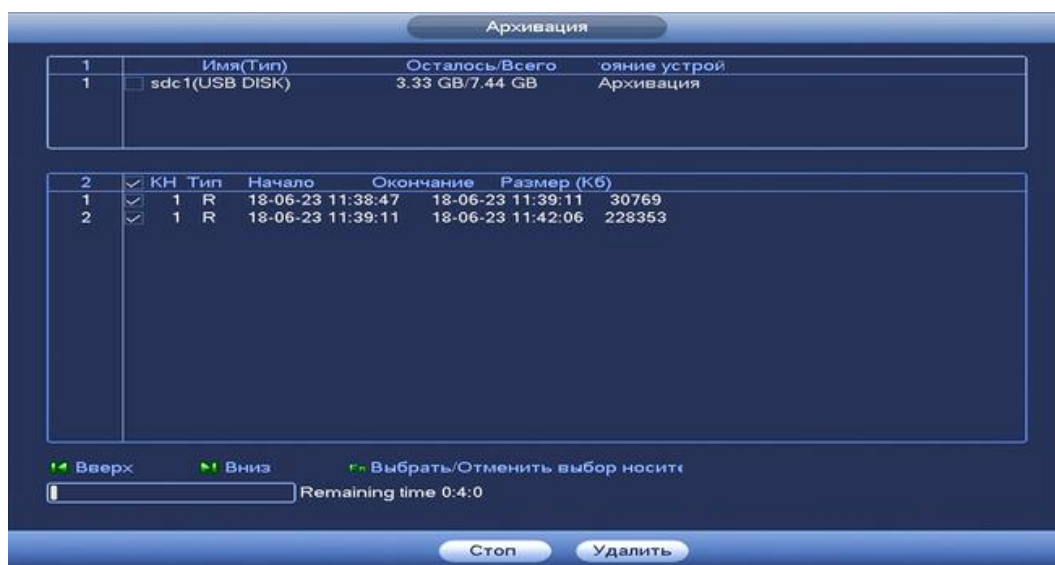 Архивация
1 Имя(Тип) Осталось/Всего ояние устрой
1 sdc1(USB DISK) 3.33 GB/7.44 GB Архивация
2 КН Тип Начало Окончание Размер (Кб)
1 1 R 18-06-23 11:38:47 18-06-23 11:39:11 30769
2 1 R 18-06-23 11:39:11 18-06-23 11:42:06 228353
Вверх Вниз Fn Выбрать/Отменить выбор носите
Remaining time 0:4:0
Стоп Удалить